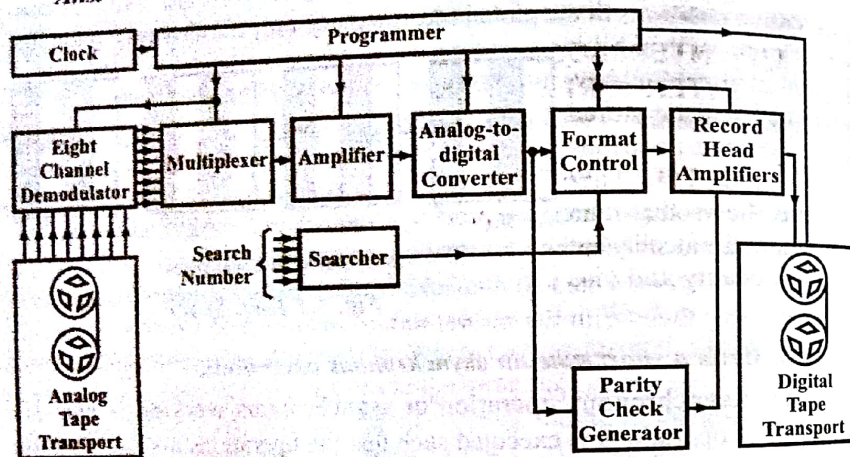 Programmer
Clock
Eight
Channel
Demodulator
Multiplexer
Amplifier
Analog-to-
digital
Converter
Format
Control
Record
Head
Amplifiers
Search
Number
Searcher
Analog
Tape
Transport
Parity
Check
Generator
Digital
Tape
Transport